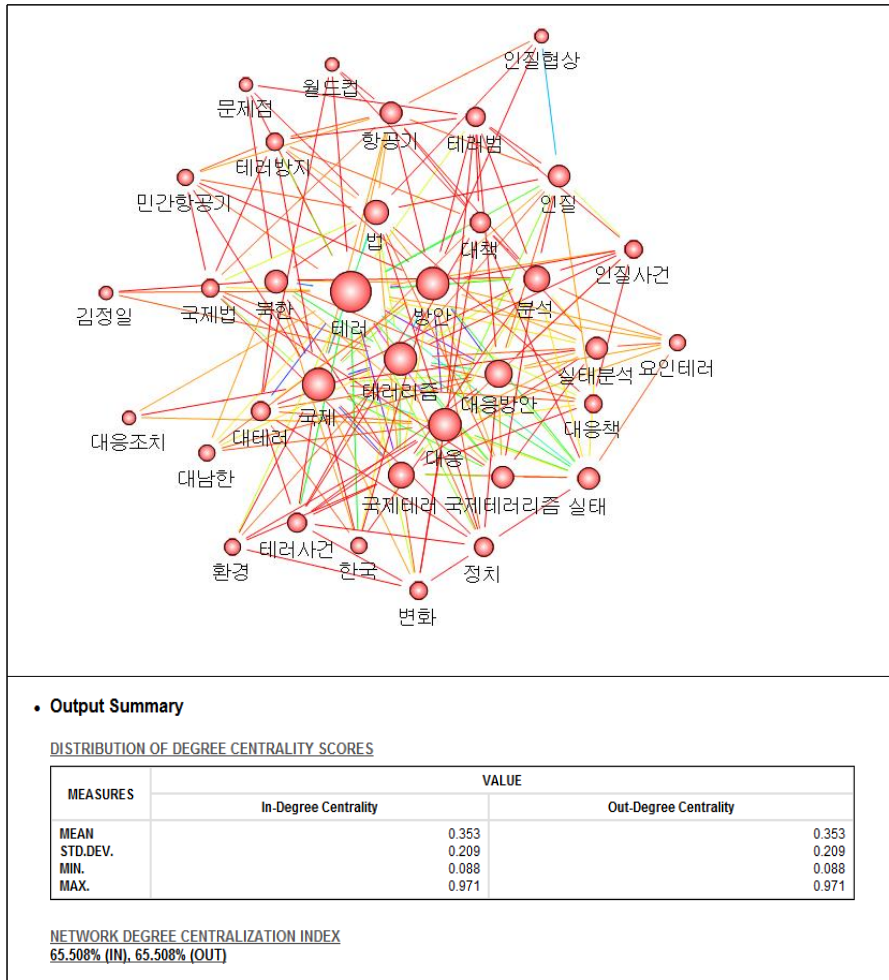 인질협상
월드컵
문제점
항공기
테러범
테러방지
민간항공기
인질
법
대책
인질사건
김정일
국제법
북한
테러
방안
분석
실태분석
요인테러
테러리즘
국제
대응방안
대응책
대응조치
대테러
대응
대남한
국제테러
국제테러리즘
실태
테러사건
환경
한국
정치
변화
• Output Summary
DISTRIBUTION OF DEGREE CENTRALITY SCORES
MEASURES VALUE
In-Degree Centrality Out-Degree Centrality
MEAN 0.353 0.353
STD.DEV. 0.209 0.209
MIN. 0.088 0.088
MAX. 0.971 0.971
NETWORK DEGREE CENTRALIZATION INDEX
65.508% (IN), 65.508% (OUT)